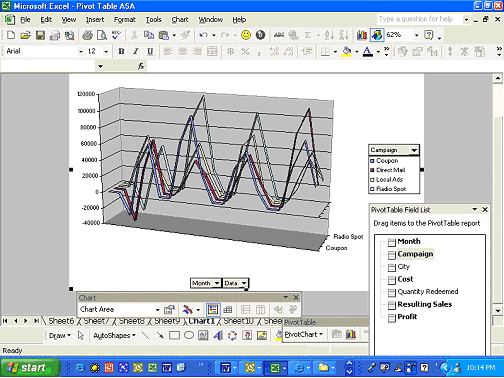 Microsoft Excel - Pivot Table ASA
File Edit View Insert Format Tools Chart Window Help
Type a question for help
62%
Arial 12 B I U
fx
120000
100000
80000
60000
40000
20000
0
-20000
-40000
Radio Spot
Coupon
Campaign
Coupon
Direct Mail
Local Ads
Radio Spot
Month Data
PivotTable Field List
Drag items to the PivotTable report
Month
Campaign
City
Cost
Quantity Redeemed
Resulting Sales
Profit
Chart
Chart Area
Sheet6 Sheet7 Sheet8 Sheet9 Chart1 Sheet10
PivotTable
PivotChart
Draw AutoShapes
Ready
start
10:14 PM